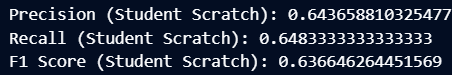 Precision (Student Scratch): 0.643658810325477
Recall (Student Scratch): 0.6483333333333333
F1 Score (Student Scratch): 0.636646264451569